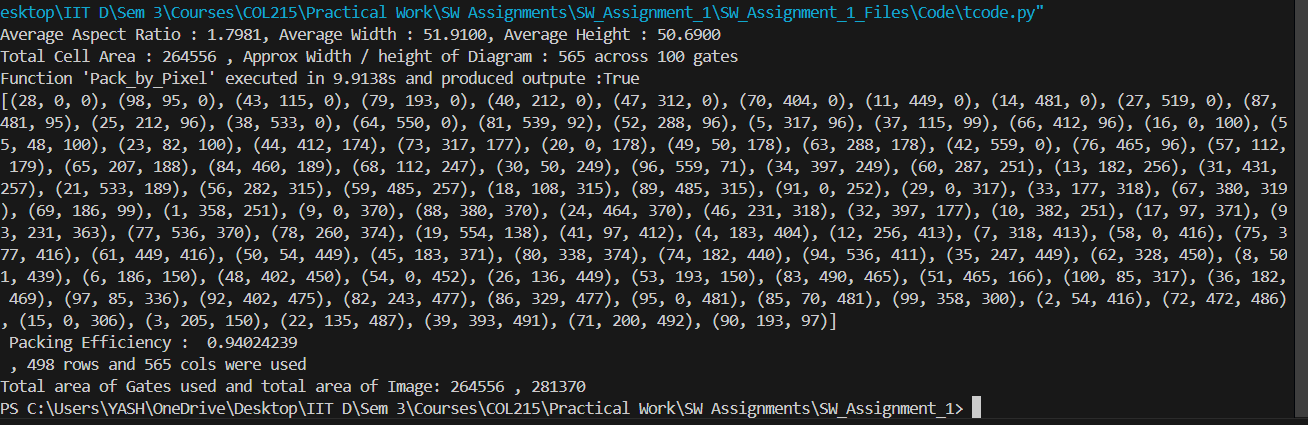 esktop\IIT D\Sem 3\Courses\COL215\Practical Work\SW Assignments\SW_Assignment_1\SW_Assignment_1_Files\Code\tcode.py"
Average Aspect Ratio : 1.7981, Average Width : 51.9100, Average Height : 50.6900
Total Cell Area : 264556 , Approx Width / height of Diagram : 565 across 100 gates
Function 'Pack_by_Pixel' executed in 9.9138s and produced outpute :True
[(28, 0, 0), (98, 95, 0), (43, 115, 0), (79, 193, 0), (40, 212, 0), (47, 312, 0), (70, 404, 0), (11, 449, 0), (14, 481, 0), (27, 519, 0), (87,
481, 95), (25, 212, 96), (38, 533, 0), (64, 550, 0), (81, 539, 92), (52, 288, 96), (5, 317, 96), (37, 115, 99), (66, 412, 96), (16, 0, 100), (5
5, 48, 100), (23, 82, 100), (44, 412, 174), (73, 317, 177), (20, 0, 178), (49, 50, 178), (63, 288, 178), (42, 559, 0), (76, 465, 96), (57, 112,
179), (65, 207, 188), (84, 460, 189), (68, 112, 247), (30, 50, 249), (96, 559, 71), (34, 397, 249), (60, 287, 251), (13, 182, 256), (31, 431,
257), (21, 533, 189), (56, 282, 315), (59, 485, 257), (18, 108, 315), (89, 485, 315), (91, 0, 252), (29, 0, 317), (33, 177, 318), (67, 380, 319
), (69, 186, 99), (1, 358, 251), (9, 0, 370), (88, 380, 370), (24, 464, 370), (46, 231, 318), (32, 397, 177), (10, 382, 251), (17, 97, 371), (9
3, 231, 363), (77, 536, 370), (78, 260, 374), (19, 554, 138), (41, 97, 412), (4, 183, 404), (12, 256, 413), (7, 318, 413), (58, 0, 416), (75, 3
77, 416), (61, 449, 416), (50, 54, 449), (45, 183, 371), (80, 338, 374), (74, 182, 440), (94, 536, 411), (35, 247, 449), (62, 328, 450), (8, 50
1, 439), (6, 186, 150), (48, 402, 450), (54, 0, 452), (26, 136, 449), (53, 193, 150), (83, 490, 465), (51, 465, 166), (100, 85, 317), (36, 182,
469), (97, 85, 336), (92, 402, 475), (82, 243, 477), (86, 329, 477), (95, 0, 481), (85, 70, 481), (99, 358, 300), (2, 54, 416), (72, 472, 486)
, (15, 0, 306), (3, 205, 150), (22, 135, 487), (39, 393, 491), (71, 200, 492), (90, 193, 97)]
Packing Efficiency :  0.94024239
, 498 rows and 565 cols were used
Total area of Gates used and total area of Image: 264556 , 281370
PS C:\Users\YASH\OneDrive\Desktop\IIT D\Sem 3\Courses\COL215\Practical Work\SW Assignments\SW_Assignment_1>